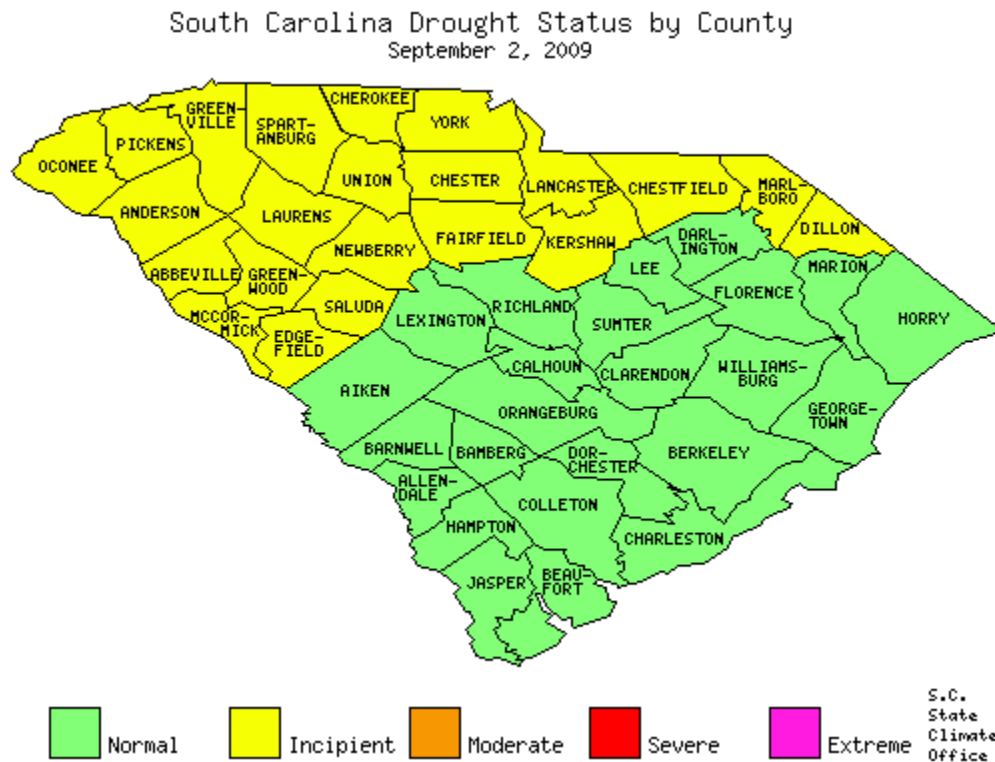 South Carolina Drought Status by County
September 2, 2009
CHEROKEE
GREEN-
VILLE
SPART-
ANBURG
YORK
PICKENS
OCONEE
UNION
CHESTER
LANCASTER
CHESTFIELD
MARL-
BORO
ANDERSON
LAURENS
DILLON
NEWBERRY
FAIRFIELD
KERSHAW
DARL-
INGTON
ABBEVILLE
GREEN-
WOOD
LEE
MARION
SALUDA
RICHLAND
FLORENCE
MCCOR-
MICK
LEXINGTON
SUMTER
HORRY
EDGE-
FIELD
CALHOUN
CLARENDON
WILLIAMS-
BURG
AIKEN
ORANGEBURG
GEORGE-
TOWN
BARNWELL
BAMBERG
DOR-
CHESTER
BERKELEY
ALLEN-
DALE
COLLETON
HAMPTON
CHARLESTON
JASPER
BEAU-
FORT
Normal
Incipient
Moderate
Severe
Extreme
S.C.
State
Climate
Office